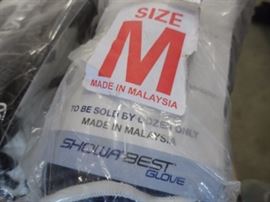 SIZE
M
MADE IN MALAYSIA
TO BE SOLD BY DOZEN ONLY
MADE IN MALAYSIA
SHOWA BEST
GLOVE